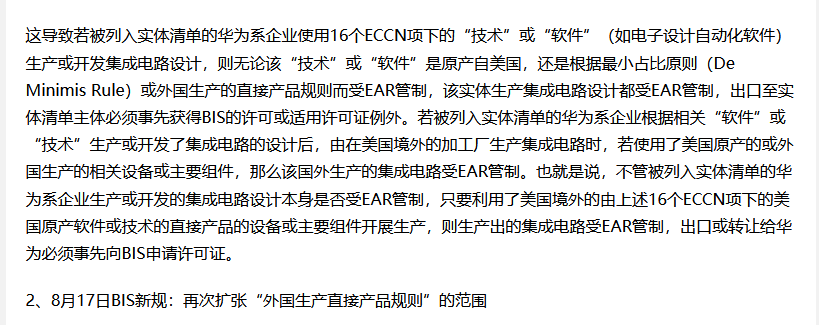 这导致若被列入实体清单的华为系企业使用16个ECCN项下的“技术”或“软件”（如电子设计自动化软件）
生产或开发集成电路设计，则无论该“技术”或“软件”是原产自美国，还是根据最小占比原则（De
Minimis Rule）或外国生产的直接产品规则而受EAR管制，该实体生产集成电路设计都受EAR管制，出口至实
体清单主体必须事先获得BIS的许可或适用许可证例外。若被列入实体清单的华为系企业根据相关“软件”或
“技术”生产或开发了集成电路的设计后，由在美国境外的加工厂生产集成电路时，若使用了美国原产的或外
国生产的相关设备或主要组件，那么该国外生产的集成电路受EAR管制。也就是说，不管被列入实体清单的华
为系企业生产或开发的集成电路设计本身是否受EAR管制，只要利用了美国境外的由上述16个ECCN项下的美
国原产软件或技术的直接产品的设备或主要组件开展生产，则生产出的集成电路受EAR管制，出口或转让给华
为必须事先向BIS申请许可证。
2、8月17日BIS新规：再次扩张“外国生产直接产品规则”的范围